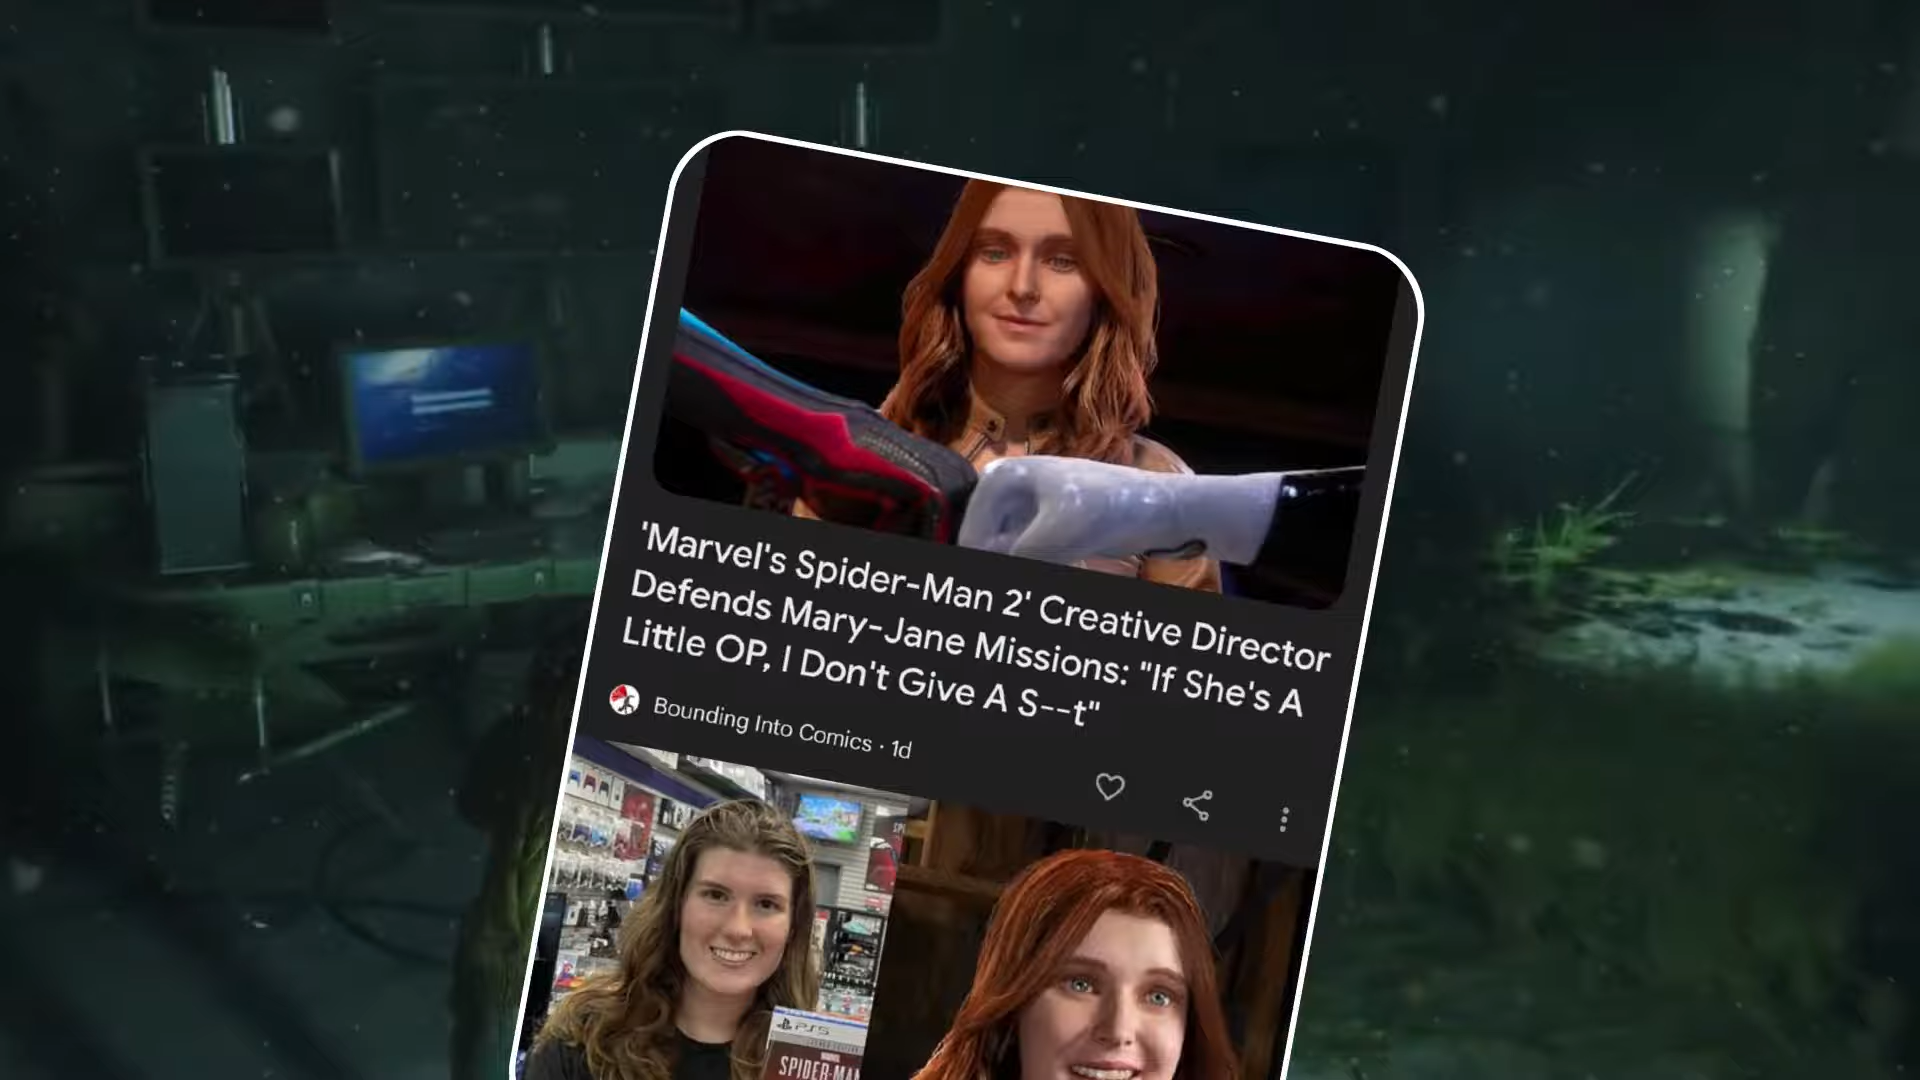 'Marvel's Spider-Man 2' Creative Director
Defends Mary-Jane Missions: "If She's A
Little OP, I Don't Give A S--t"
Bounding Into Comics · 1d
PS5
MARVEL
SPIDER-MAN